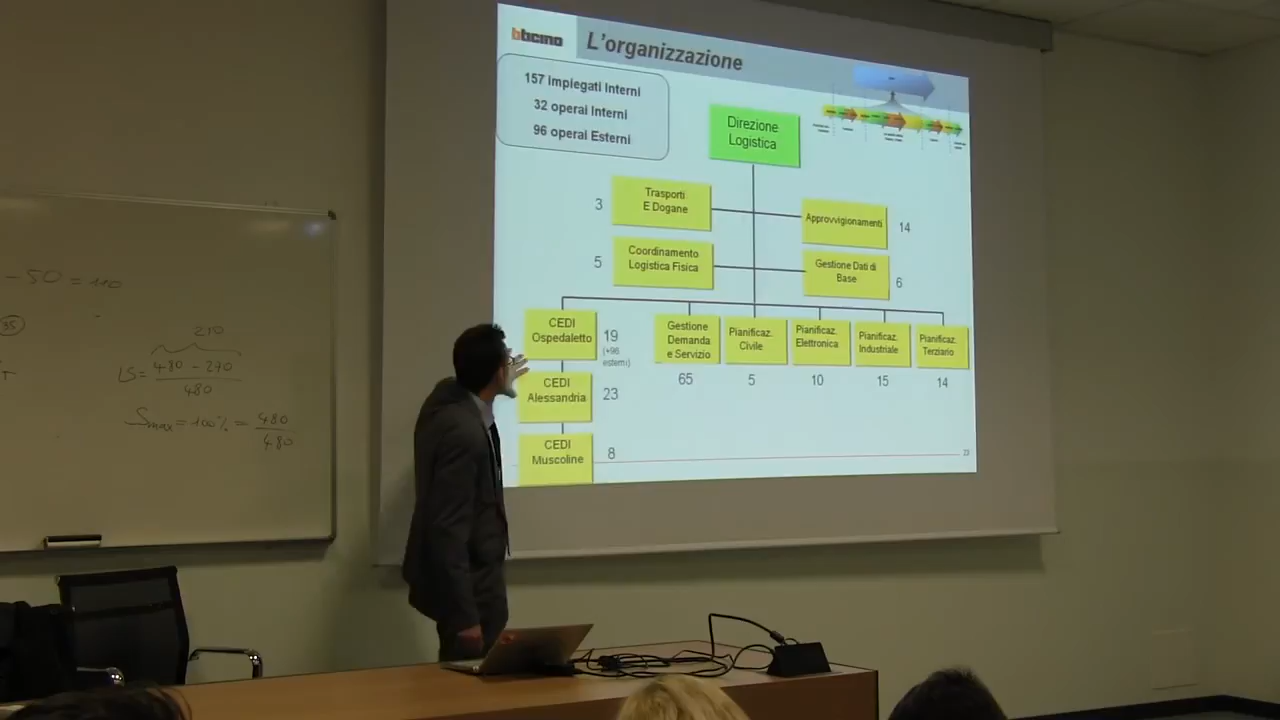 bticino
L'organizzazione
157 Impiegati Interni
32 operai Interni
96 operai Esterni
Direzione
Logistica
3
Trasporti
E Dogane
Approvvigionamenti
14
5
Coordinamento
Logistica Fisica
Gestione Dati di
Base
6
CEDI
Ospedaletto
19
(+96
esterni)
Gestione
Demanda
e Servizio
65
Pianificaz.
Civile
5
Pianificaz.
Elettronica
10
Pianificaz.
Industriale
15
Pianificaz.
Terziario
14
CEDI
Alessandria
23
CEDI
Muscoline
8
23
- 50 = 110
35
T
210
LS = 480 - 270
480
Smax = 100% = 480
480